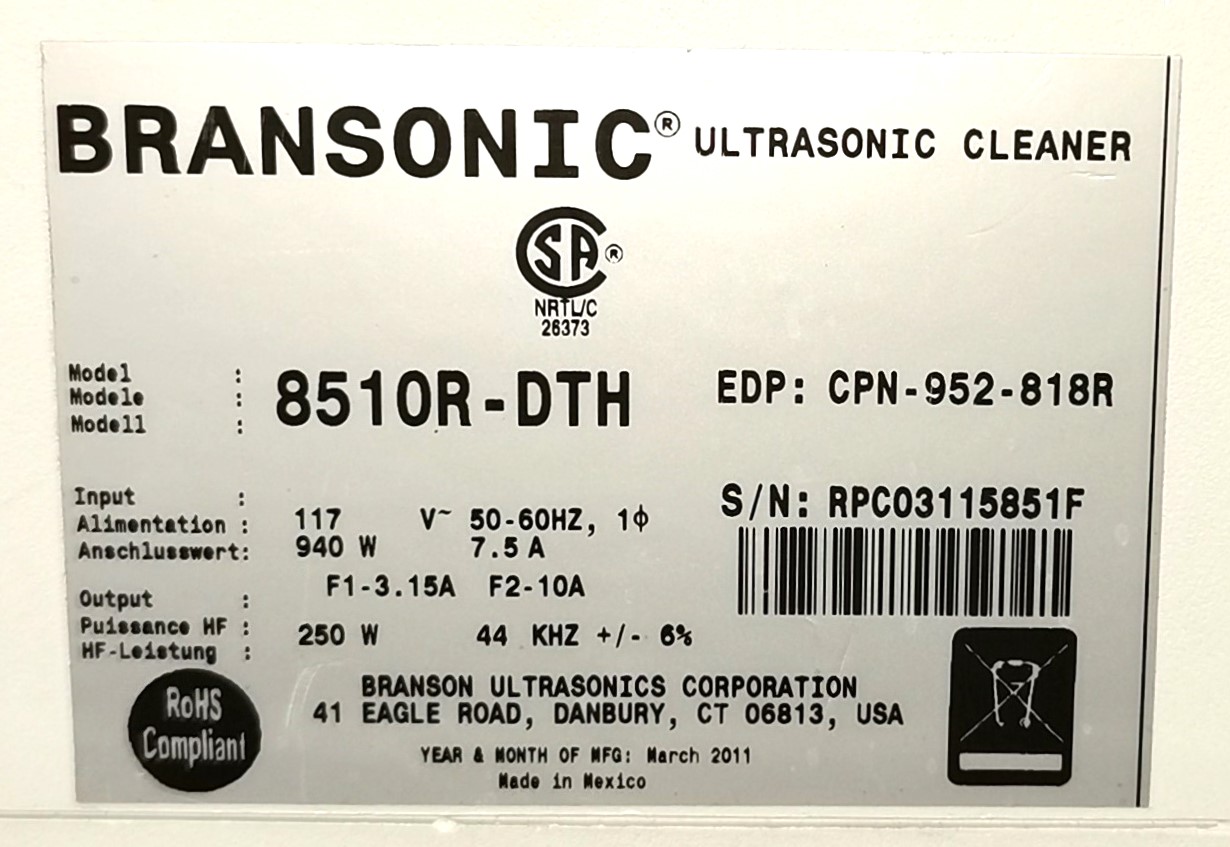 BRANSONIC® ULTRASONIC CLEANER
CSA®
NRTL/C
26373
Model :
Modele :
Modell :
8510R-DTH
EDP: CPN-952-818R
Input :
Alimentation :
Anschlusswert:
117 V~ 50-60HZ, 1ϕ
940 W 7.5A
F1-3.15A F2-10A
S/N: RPC03115851F
Output :
Puissance HF :
HF-Leistung :
250 W 44 KHZ +/- 6%
RoHS
Compliant
BRANSON ULTRASONICS CORPORATION
41 EAGLE ROAD, DANBURY, CT 06813, USA
YEAR & MONTH OF MFG: March 2011
Made in Mexico